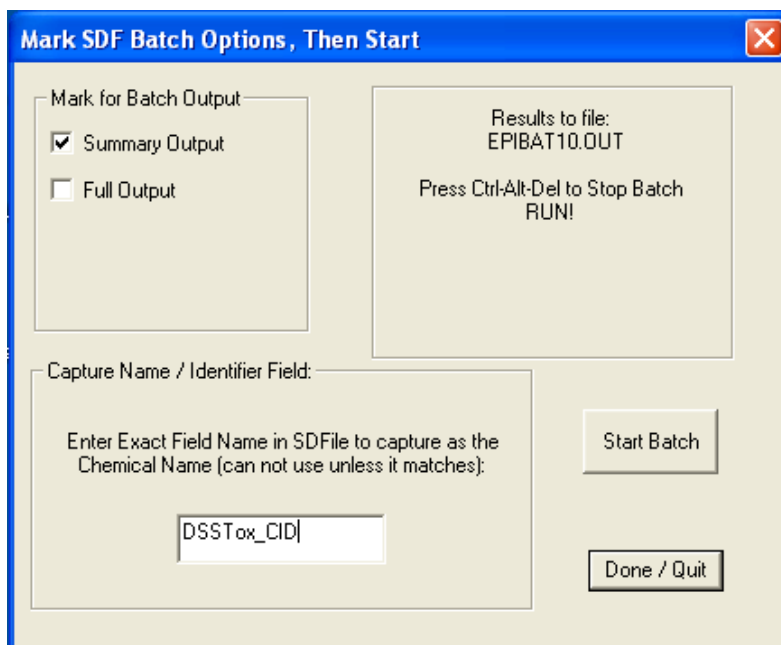 Mark SDF Batch Options, Then Start
Mark for Batch Output
Summary Output
Full Output
Results to file:
EPIBAT10.OUT
Press Ctrl-Alt-Del to Stop Batch
RUN!
Capture Name / Identifier Field:
Enter Exact Field Name in SDFile to capture as the
Chemical Name (can not use unless it matches):
DSSTox_CID
Start Batch
Done / Quit